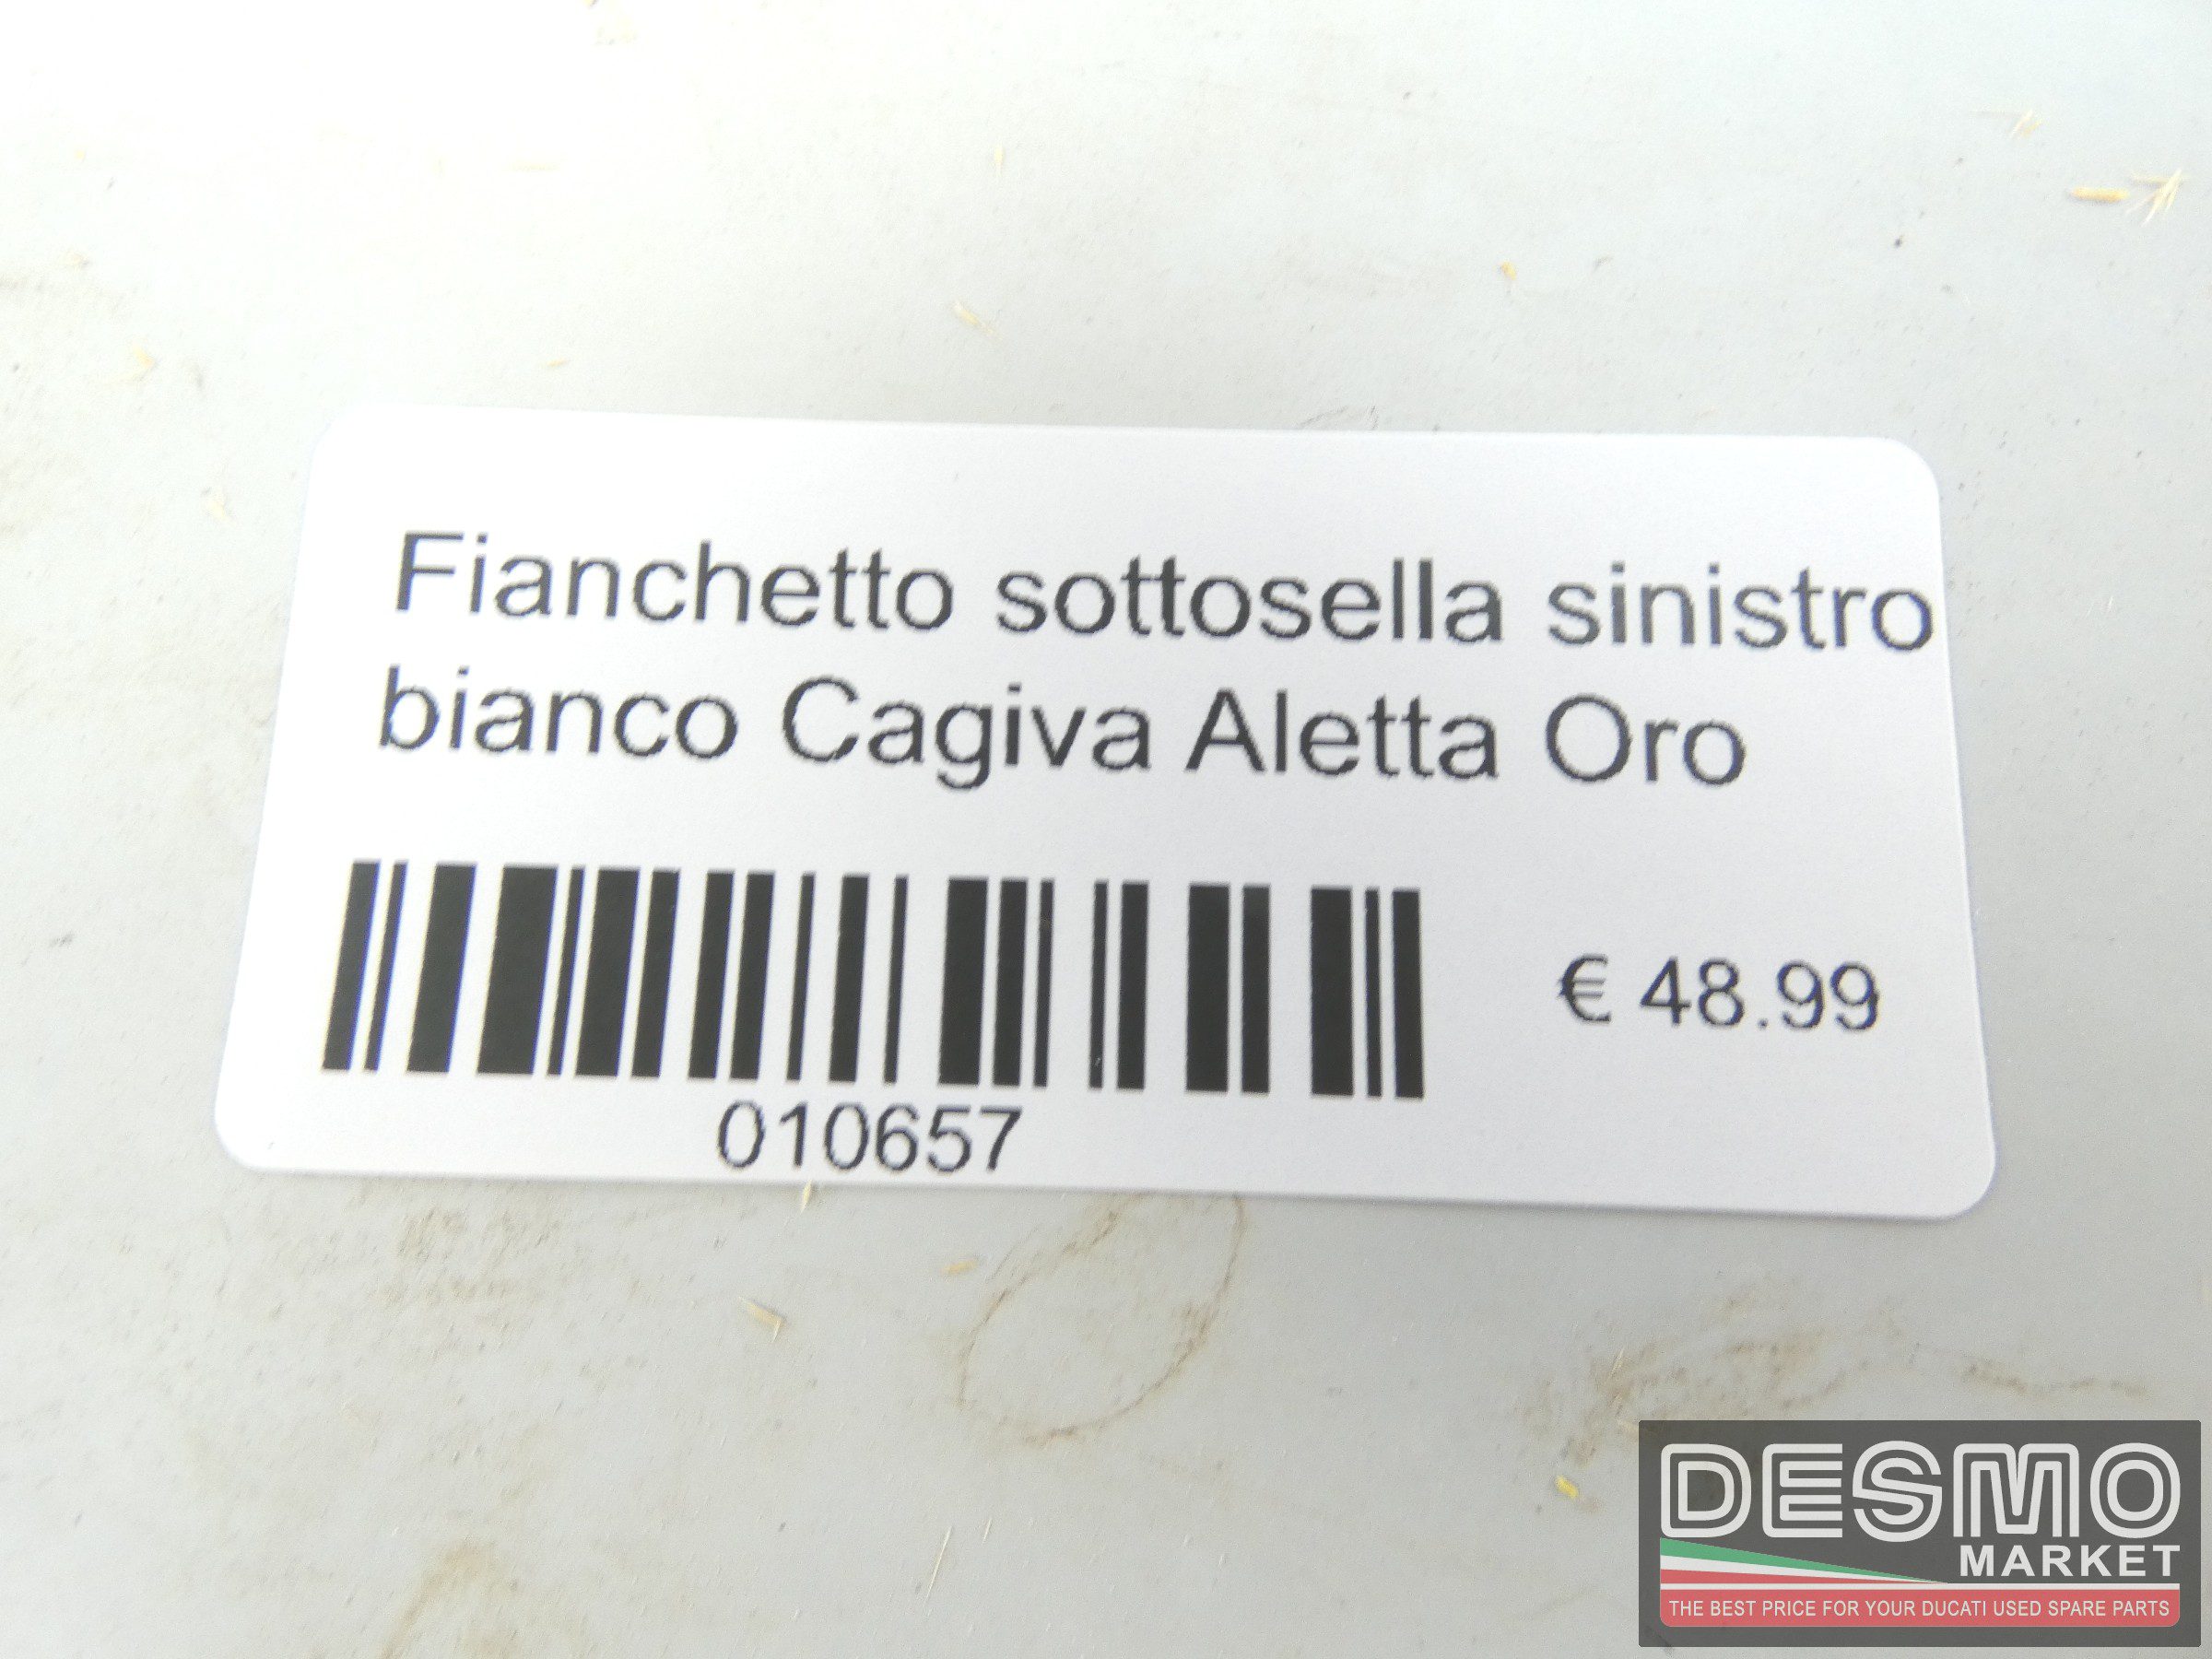 Fianchetto sottosella sinistro
bianco Cagiva Aletta Oro
€ 48.99
010657
DESMO
MARKET
THE BEST PRICE FOR YOUR DUCATI USED SPARE PARTS